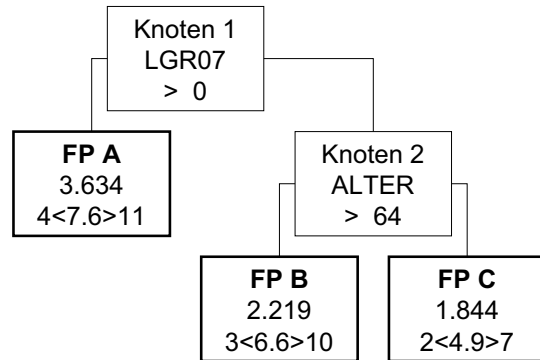 Knoten 1
LGR07
> 0
FP A
3.634
4<7.6>11
Knoten 2
ALTER
> 64
FP B
2.219
3<6.6>10
FP C
1.844
2<4.9>7